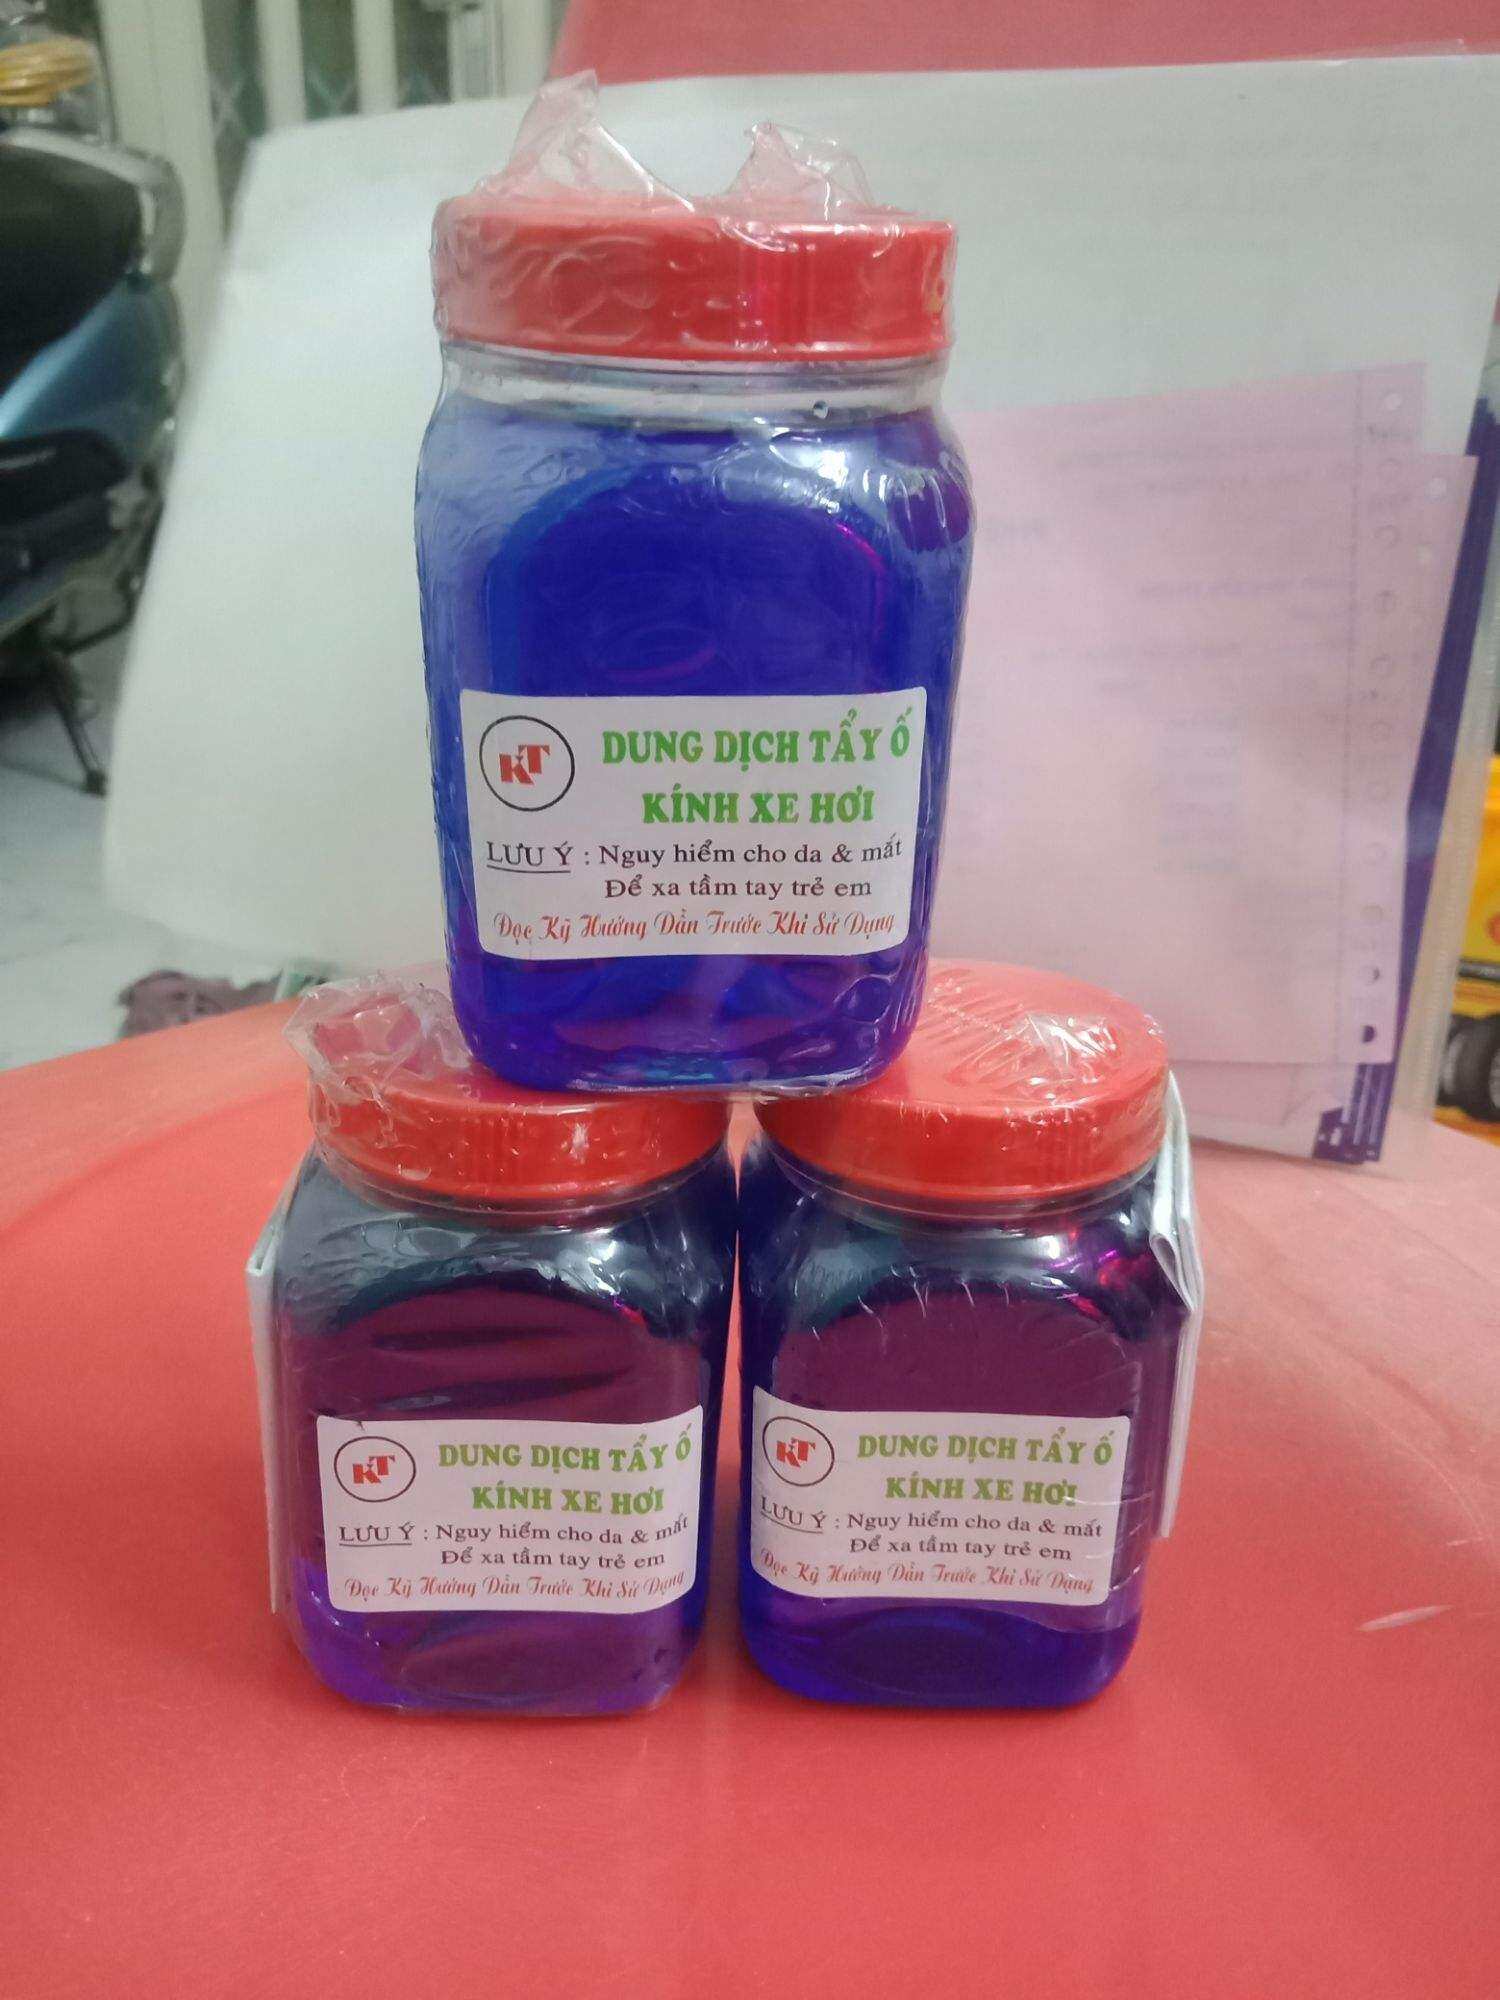 KT
DUNG DỊCH TẨY Ố
KÍNH XE HƠI
LƯU Ý : Nguy hiểm cho da & mắt
Để xa tầm tay trẻ em
Đọc Kỹ Hướng Dẫn Trước Khi Sử Dụng
KT
DUNG DỊCH TẨY Ố
KÍNH XE HƠI
LƯU Ý : Nguy hiểm cho da & mắt
Để xa tầm tay trẻ em
Đọc Kỹ Hướng Dẫn Trước Khi Sử Dụng
KT
DUNG DỊCH TẨY Ố
KÍNH XE HƠI
LƯU Ý : Nguy hiểm cho da & mắt
Để xa tầm tay trẻ em
Đọc Kỹ Hướng Dẫn Trước Khi Sử Dụng